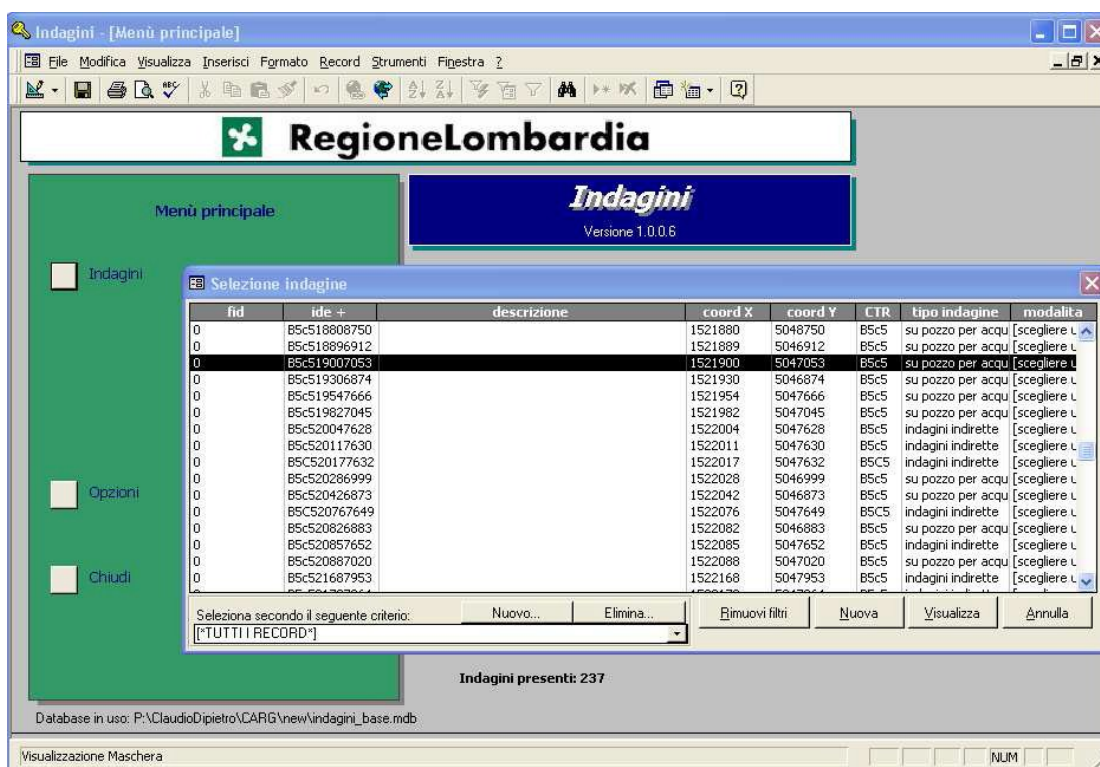 Indagini - [Menù principale]
File Modifica Visualizza Inserisci Formato Record Strumenti Finestra ?
RegioneLombardia
Menù principale
Indagini
Versione 1.0.0.6
Indagini
Selezione indagine
fid ide + descrizione coord X coord Y CTR tipo indagine modalita
0 B5c518808750 1521880 5048750 B5c5 su pozzo per acqu [scegliere u
0 B5c518896912 1521889 5046912 B5c5 su pozzo per acqu [scegliere u
0 B5c519007053 1521900 5047053 B5c5 su pozzo per acqu [scegliere u
0 B5c519306874 1521930 5046874 B5c5 su pozzo per acqu [scegliere u
0 B5c519547666 1521954 5047666 B5c5 su pozzo per acqu [scegliere u
0 B5c519827045 1521982 5047045 B5c5 su pozzo per acqu [scegliere u
0 B5c520047628 1522004 5047628 B5c5 indagini indirette [scegliere u
0 B5c520117630 1522011 5047630 B5c5 indagini indirette [scegliere u
0 B5C520177632 1522017 5047632 B5C5 indagini indirette [scegliere u
0 B5c520286999 1522028 5046999 B5c5 su pozzo per acqu [scegliere u
0 B5c520426873 1522042 5046873 B5c5 su pozzo per acqu [scegliere u
0 B5C520767649 1522076 5047649 B5C5 indagini indirette [scegliere u
0 B5c520826883 1522082 5046883 B5c5 su pozzo per acqu [scegliere u
0 B5c520857652 1522085 5047652 B5c5 indagini indirette [scegliere u
0 B5c520887020 1522088 5047020 B5c5 su pozzo per acqu [scegliere u
0 B5c521687953 1522168 5047953 B5c5 indagini indirette [scegliere u
Opzioni
Chiudi
Seleziona secondo il seguente criterio: Nuovo... Elimina... Rimuovi filtri Nuova Visualizza Annulla
[*TUTTI I RECORD*]
Indagini presenti: 237
Database in uso: P:\ClaudioDipietro\CARG\new\indagini_base.mdb
Visualizzazione Maschera NUM